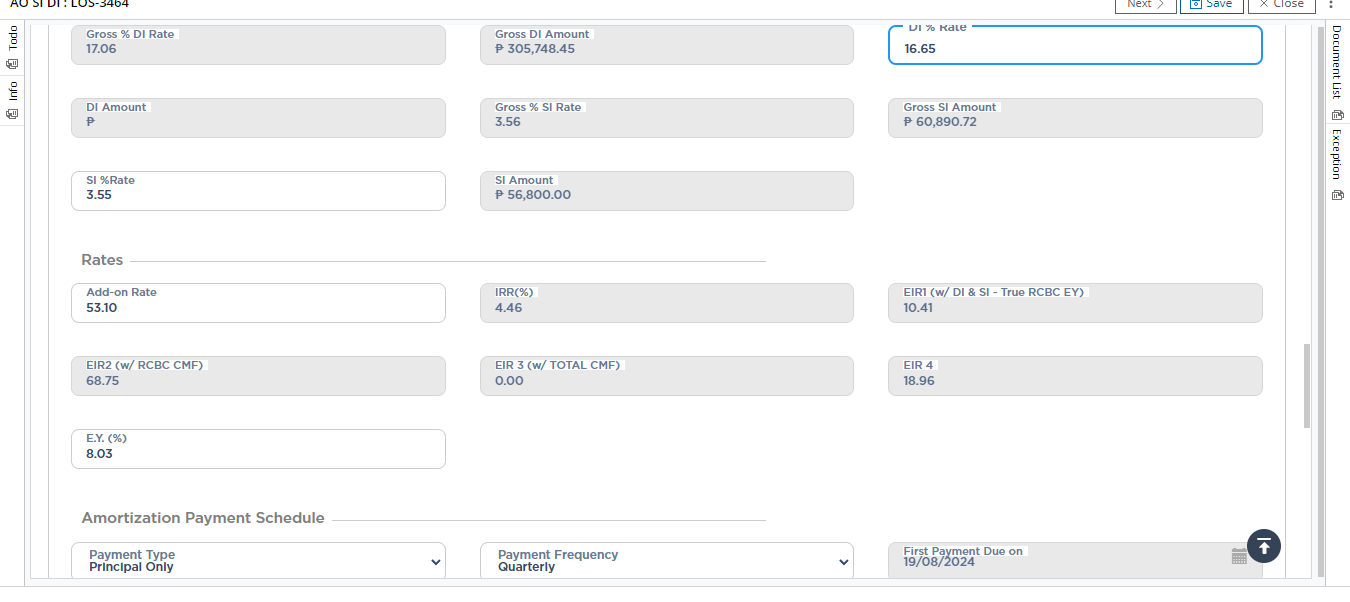 AO SI DI : LOS-3464
Next
Save
Close
Todo
Info
Document List
Exception
Gross % DI Rate
17.06
Gross DI Amount
₱ 305,748.45
DI % Rate
16.65
DI Amount
₱
Gross % SI Rate
3.56
Gross SI Amount
₱ 60,890.72
SI %Rate
3.55
SI Amount
₱ 56,800.00
Rates
Add-on Rate
53.10
IRR(%)
4.46
EIR1 (w/ DI & SI - True RCBC EY)
10.41
EIR2 (w/ RCBC CMF)
68.75
EIR 3 (w/ TOTAL CMF)
0.00
EIR 4
18.96
E.Y. (%)
8.03
Amortization Payment Schedule
Payment Type
Principal Only
Payment Frequency
Quarterly
First Payment Due on
19/08/2024